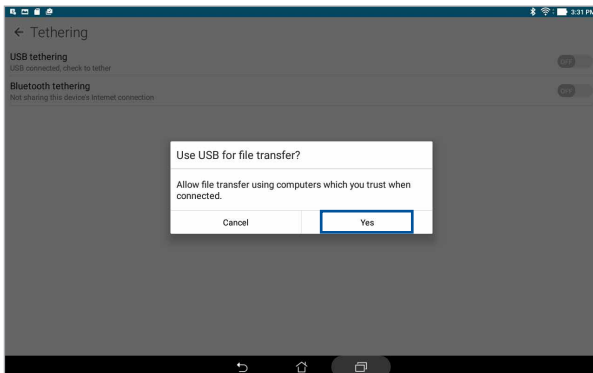 3:31 PM
Tethering
USB tethering
USB connected, check to tether
OFF
Bluetooth tethering
Not sharing this device's Internet connection
OFF
Use USB for file transfer?
Allow file transfer using computers which you trust when
connected.
Cancel Yes